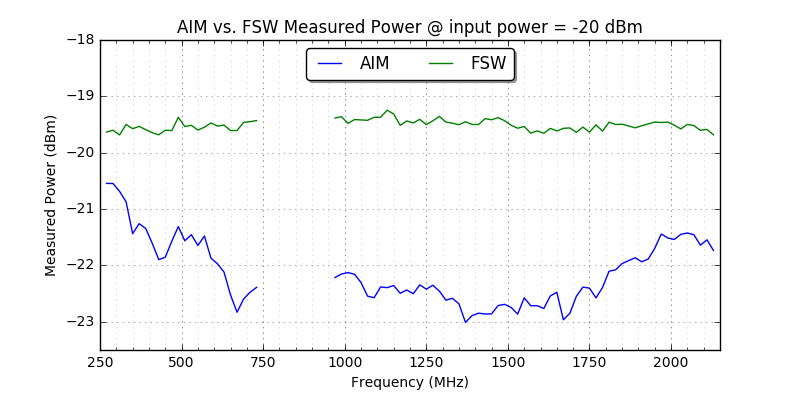 AIM vs. FSW Measured Power @ input power = -20 dBm
AIM FSW
Measured Power (dBm)
−18
−19
−20
−21
−22
−23
250 500 750 1000 1250 1500 1750 2000
Frequency (MHz)